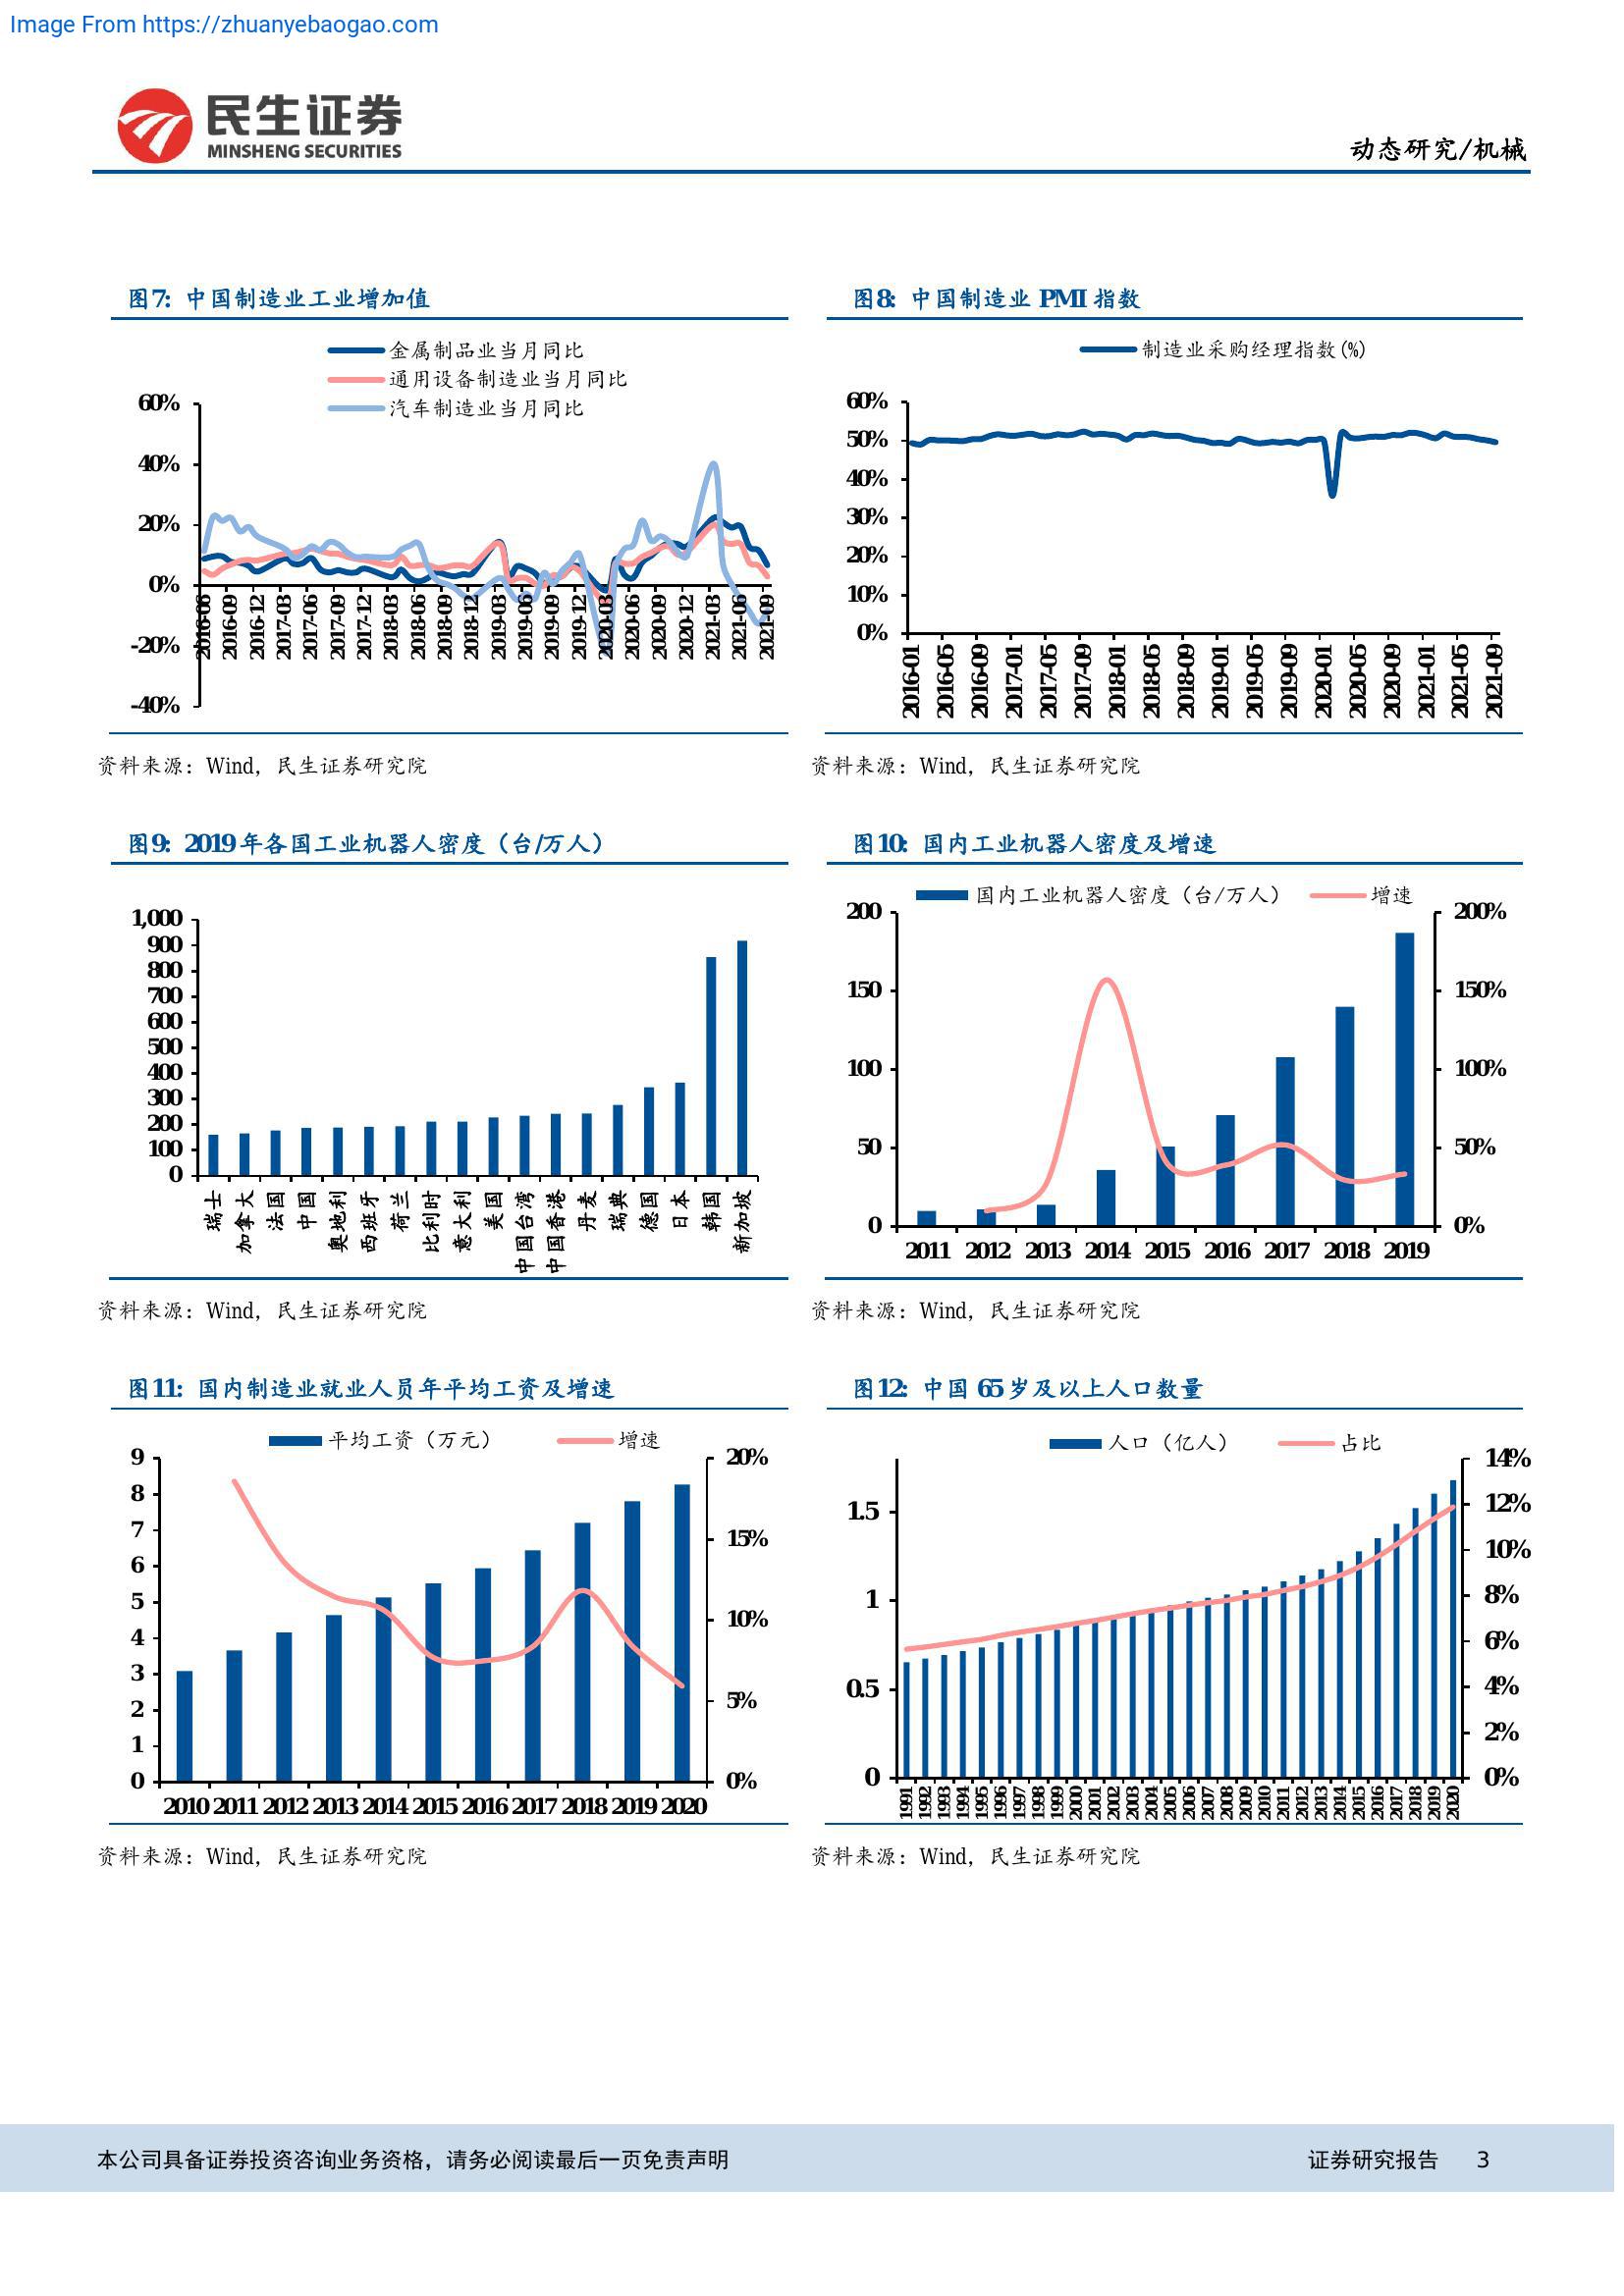 Image From https://zhuanyebaogao.com
民生证券
MINSHENG SECURITIES
动态研究/机械
图7: 中国制造业工业增加值
金属制品业当月同比
通用设备制造业当月同比
汽车制造业当月同比
60%
40%
20%
0%
-20%
-40%
2016-06 2016-09 2016-12 2017-03 2017-06 2017-09 2017-12 2018-03 2018-06 2018-09 2018-12 2019-03 2019-06 2019-09 2019-12 2020-03 2020-06 2020-09 2020-12 2021-03 2021-06 2021-09
资料来源：Wind，民生证券研究院
图8: 中国制造业 PMI 指数
制造业采购经理指数(%)
60%
50%
40%
30%
20%
10%
0%
2016-01 2016-05 2016-09 2017-01 2017-05 2017-09 2018-01 2018-05 2018-09 2019-01 2019-05 2019-09 2020-01 2020-05 2020-09 2021-01 2021-05 2021-09
资料来源：Wind，民生证券研究院
图9: 2019年各国工业机器人密度（台/万人）
1,000
900
800
700
600
500
400
300
200
100
0
瑞士 加拿大 法国 中国 奥地利 西班牙 荷兰 比利时 意大利 美国 中国台湾 中国香港 丹麦 瑞典 德国 日本 韩国 新加坡
资料来源：Wind，民生证券研究院
图10: 国内工业机器人密度及增速
国内工业机器人密度（台/万人） 增速
200 200%
150 150%
100 100%
50 50%
0 0%
2011 2012 2013 2014 2015 2016 2017 2018 2019
资料来源：Wind，民生证券研究院
图11: 国内制造业就业人员年平均工资及增速
平均工资（万元） 增速
9
8
7
6
5
4
3
2
1
0
20%
15%
10%
5%
0%
2010 2011 2012 2013 2014 2015 2016 2017 2018 2019 2020
资料来源：Wind，民生证券研究院
图12: 中国 65岁及以上人口数量
人口（亿人） 占比
1.5
1
0.5
0
14%
12%
10%
8%
6%
4%
2%
0%
1991 1992 1993 1994 1995 1996 1997 1998 1999 2000 2001 2002 2003 2004 2005 2006 2007 2008 2009 2010 2011 2012 2013 2014 2015 2016 2017 2018 2019 2020
资料来源：Wind，民生证券研究院
本公司具备证券投资咨询业务资格，请务必阅读最后一页免责声明
证券研究报告 3